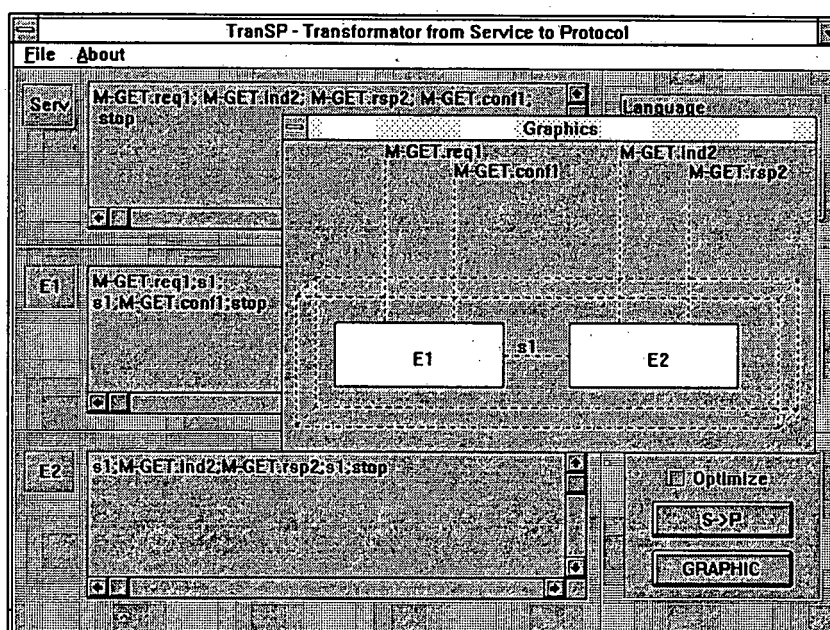 TranSP - Transformator from Service to Protocol
File About
Serv
M-GET.req1; M-GET.Ind2; M-GET.rsp2; M-GET.conf1;
stop
Language
Graphics
M-GET.req1
M-GET.Ind2
M-GET.conf1
M-GET.rsp2
E1
M-GET.req1;s1;
s1;M-GET.conf1;stop
E1
s1
E2
E2
s1;M-GET.Ind2;M-GET.rsp2;s1;stop
Optimize
S->P
GRAPHIC